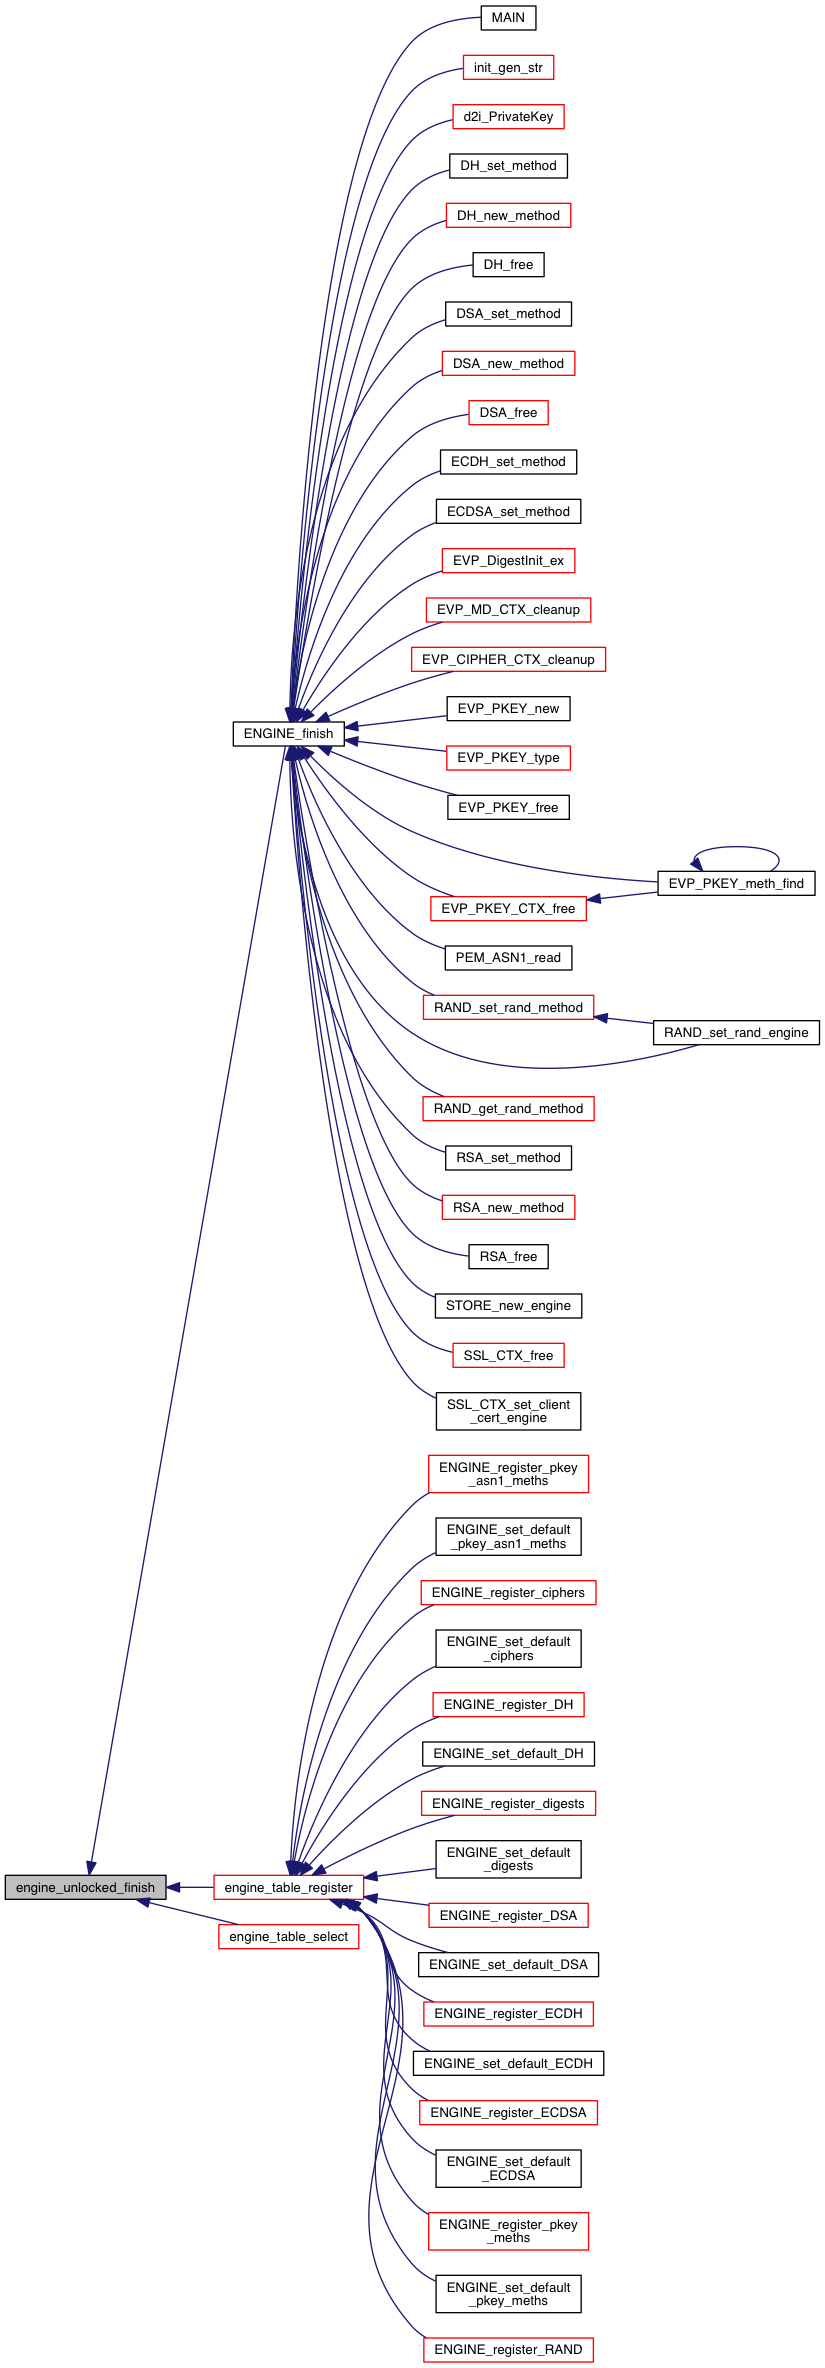 MAIN
init_gen_str
d2i_PrivateKey
DH_set_method
DH_new_method
DH_free
DSA_set_method
DSA_new_method
DSA_free
ECDH_set_method
ECDSA_set_method
EVP_DigestInit_ex
EVP_MD_CTX_cleanup
EVP_CIPHER_CTX_cleanup
EVP_PKEY_new
ENGINE_finish
EVP_PKEY_type
EVP_PKEY_free
EVP_PKEY_meth_find
EVP_PKEY_CTX_free
PEM_ASN1_read
RAND_set_rand_method
RAND_set_rand_engine
RAND_get_rand_method
RSA_set_method
RSA_new_method
RSA_free
STORE_new_engine
SSL_CTX_free
SSL_CTX_set_client
_cert_engine
ENGINE_register_pkey
_asn1_meths
ENGINE_set_default
_pkey_asn1_meths
ENGINE_register_ciphers
ENGINE_set_default
_ciphers
ENGINE_register_DH
ENGINE_set_default_DH
ENGINE_register_digests
ENGINE_set_default
_digests
engine_unlocked_finish
engine_table_register
ENGINE_register_DSA
engine_table_select
ENGINE_set_default_DSA
ENGINE_register_ECDH
ENGINE_set_default_ECDH
ENGINE_register_ECDSA
ENGINE_set_default
_ECDSA
ENGINE_register_pkey
_meths
ENGINE_set_default
_pkey_meths
ENGINE_register_RAND